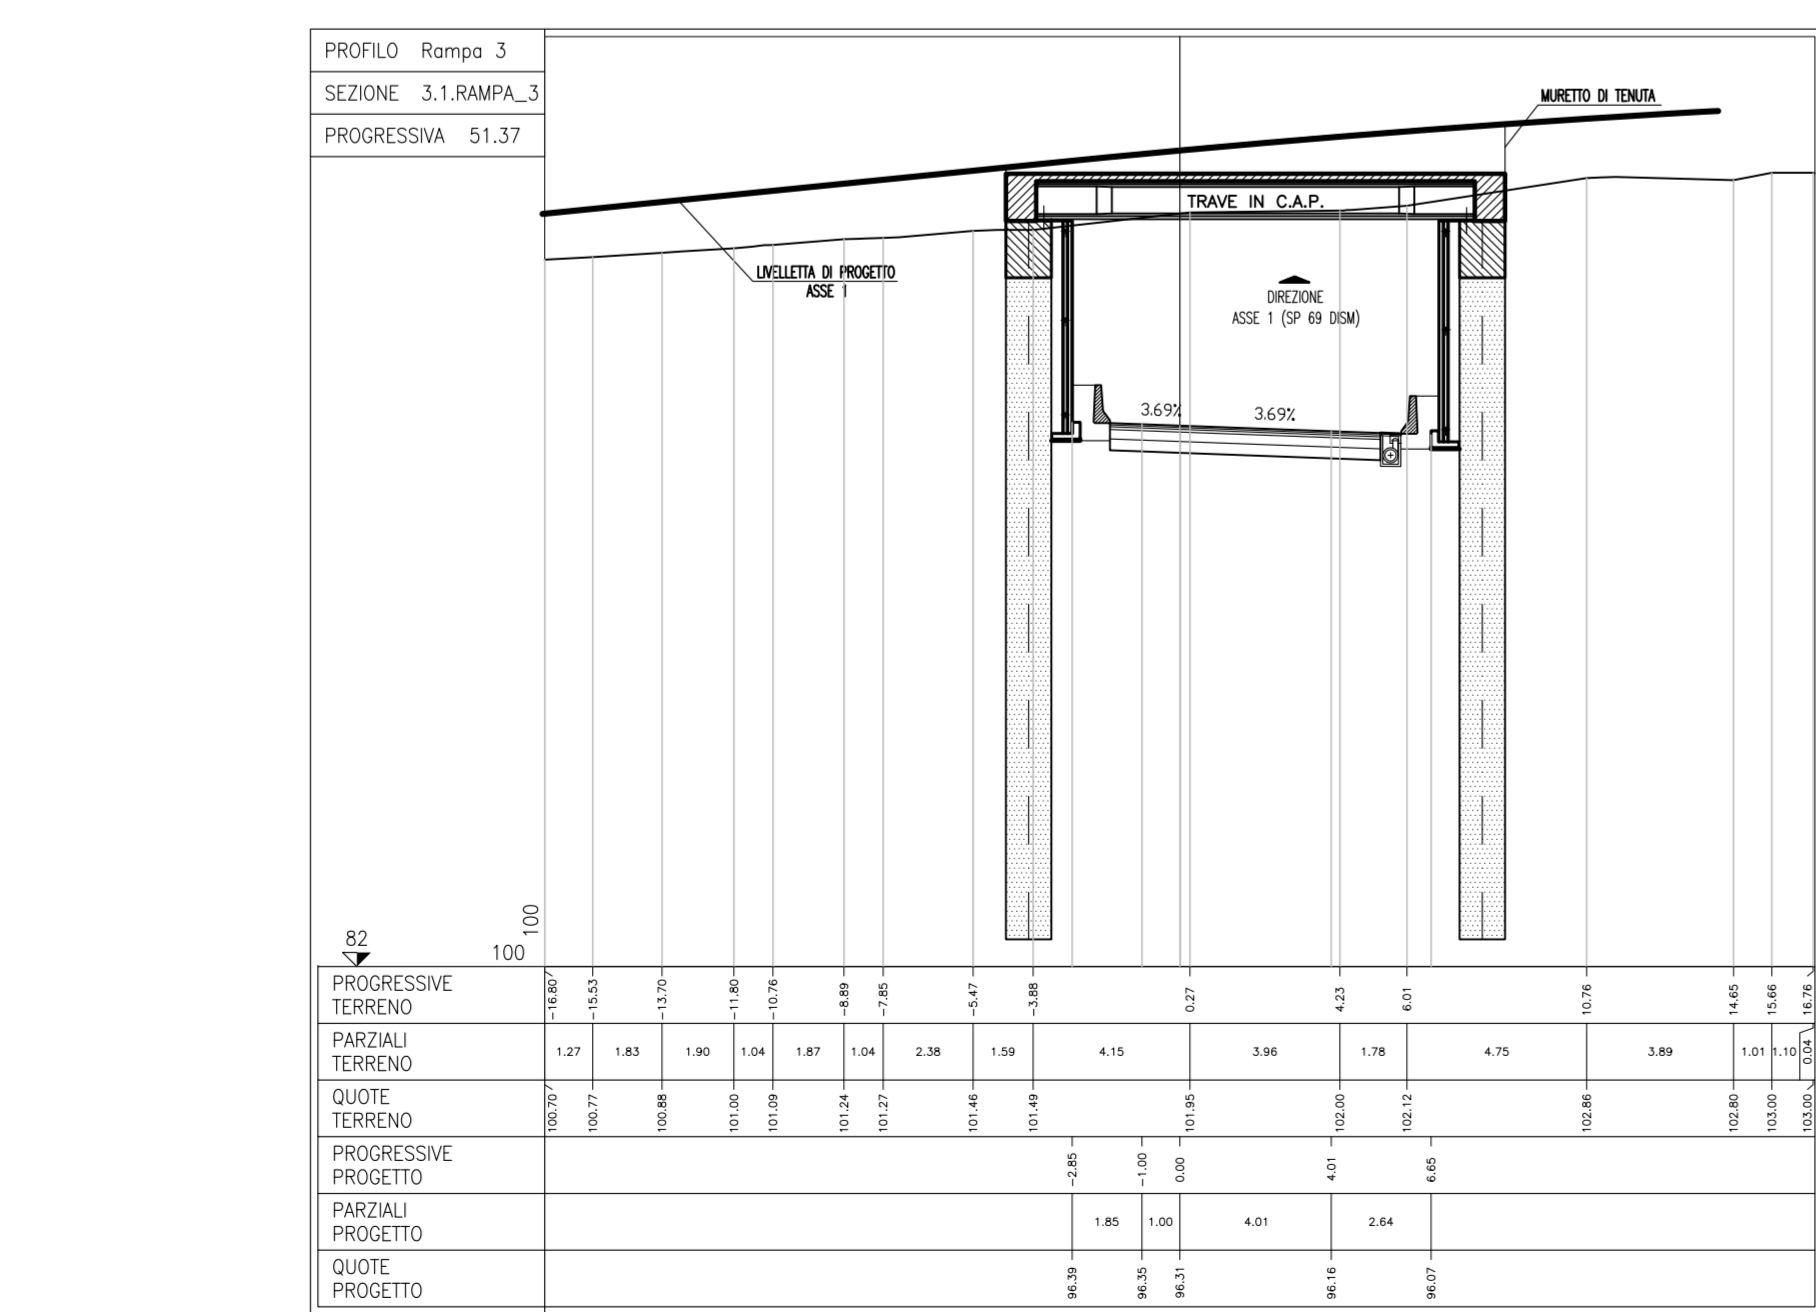 PROFILO Rampa 3
SEZIONE 3.1.RAMPA_3
PROGRESSIVA 51.37
MURETTO DI TENUTA
TRAVE IN C.A.P.
LIVELLETTA DI PROGETTO
ASSE 1
DIREZIONE
ASSE 1 (SP 69 DISM)
3.69% 3.69%
82
100
100
PROGRESSIVE TERRENO -16.80 -15.53 -13.70 -11.80 -10.76 -8.89 -7.85 -5.47 -3.88 0.27 4.23 6.01 10.76 14.65 15.66 16.76
PARZIALI TERRENO 1.27 1.83 1.90 1.04 1.87 1.04 2.38 1.59 4.15 3.96 1.78 4.75 3.89 1.01 1.10 0.04
QUOTE TERRENO 100.70 100.77 100.88 101.00 101.09 101.24 101.27 101.46 101.49 101.95 102.00 102.12 102.86 102.80 103.00 103.00
PROGRESSIVE PROGETTO -2.85 -1.00 0.00 4.01 6.65
PARZIALI PROGETTO 1.85 1.00 4.01 2.64
QUOTE PROGETTO 96.39 96.35 96.31 96.16 96.07